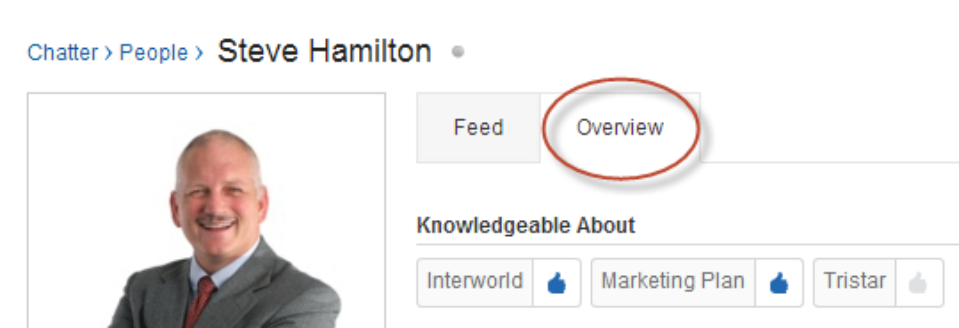 Chatter › People › Steve Hamilton
Feed Overview
Knowledgeable About
Interworld Marketing Plan Tristar